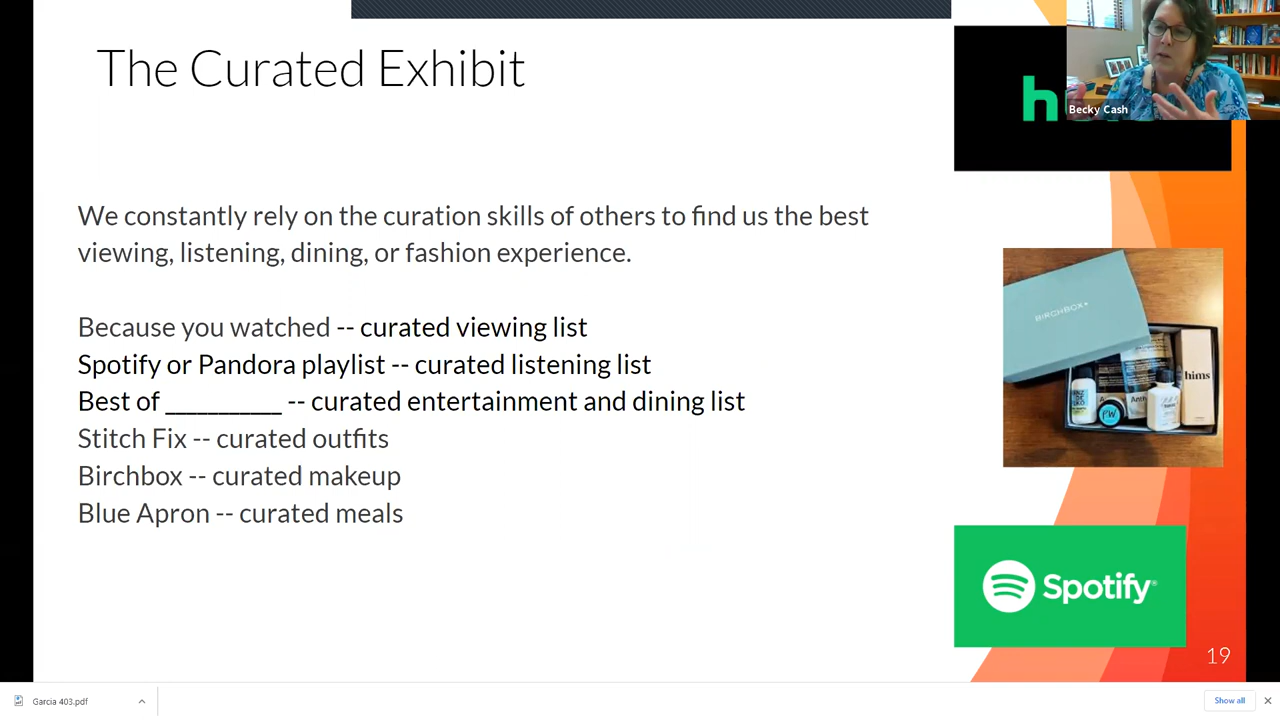 The Curated Exhibit
h
Becky Cash
We constantly rely on the curation skills of others to find us the best
viewing, listening, dining, or fashion experience.
Because you watched -- curated viewing list
Spotify or Pandora playlist -- curated listening list
Best of ___________ -- curated entertainment and dining list
Stitch Fix -- curated outfits
Birchbox -- curated makeup
Blue Apron -- curated meals
BIRCHBOX
hims
Spotify
19
Garcia 403.pdf
Show all